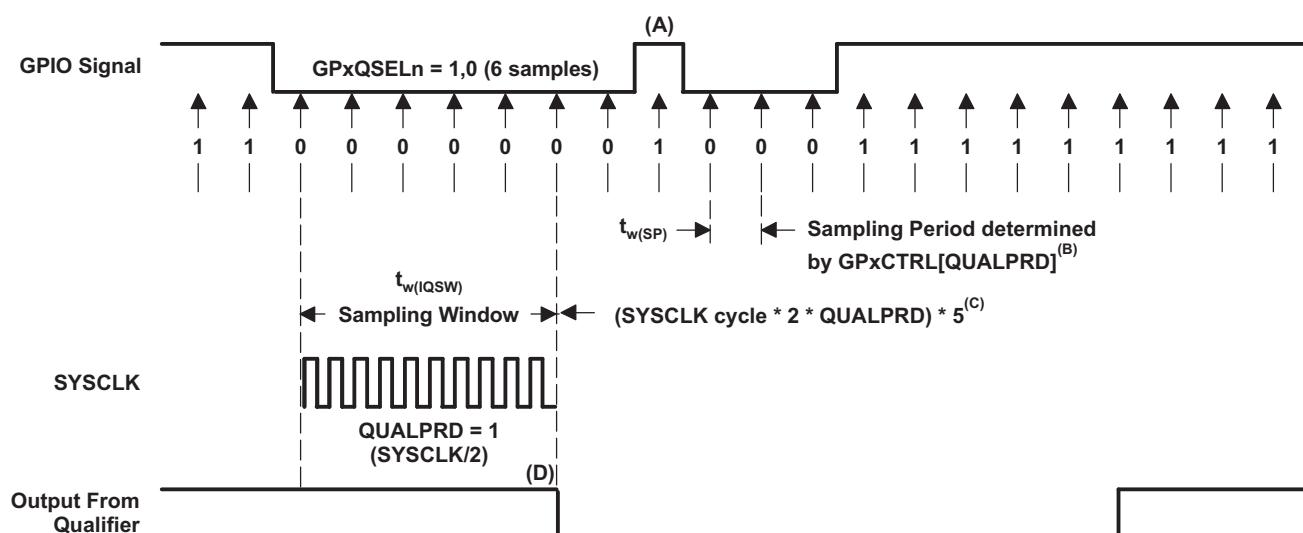 (A)
GPIO Signal
GPxQSELn = 1,0 (6 samples)
1 1 0 0 0 0 0 0 0 1 0 0 0 1 1 1 1 1 1 1 1 1
tw(SP)
Sampling Period determined
by GPxCTRL[QUALPRD](B)
tw(IQSW)
Sampling Window
(SYSCLK cycle * 2 * QUALPRD) * 5(C)
SYSCLK
QUALPRD = 1
(SYSCLK/2)
(D)
Output From
Qualifier